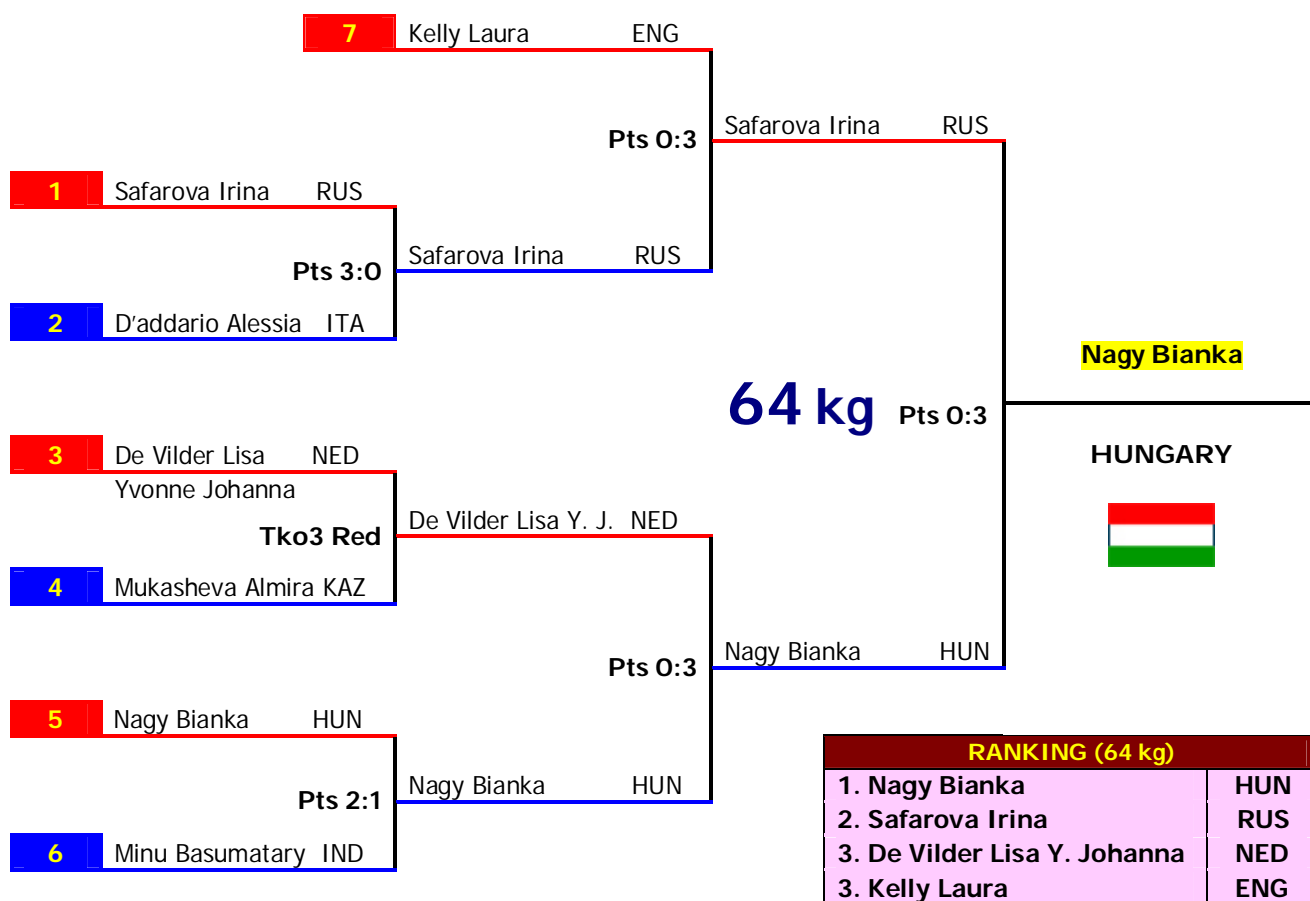 7 Kelly Laura ENG
Pts 0:3
Safarova Irina RUS
1 Safarova Irina RUS
Pts 3:0
Safarova Irina RUS
2 D'addario Alessia ITA
Nagy Bianka
64 kg Pts 0:3
HUNGARY
3 De Vilder Lisa NED
Yvonne Johanna
Tko3 Red
De Vilder Lisa Y. J. NED
4 Mukasheva Almira KAZ
Pts 0:3
Nagy Bianka HUN
5 Nagy Bianka HUN
Pts 2:1
Nagy Bianka HUN
6 Minu Basumatary IND
RANKING (64 kg)
1. Nagy Bianka HUN
2. Safarova Irina RUS
3. De Vilder Lisa Y. Johanna NED
3. Kelly Laura ENG